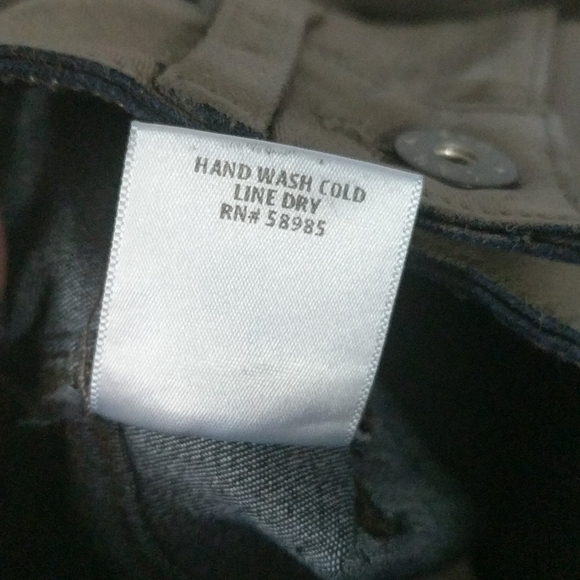 HAND WASH COLD
LINE DRY
RN# 58985